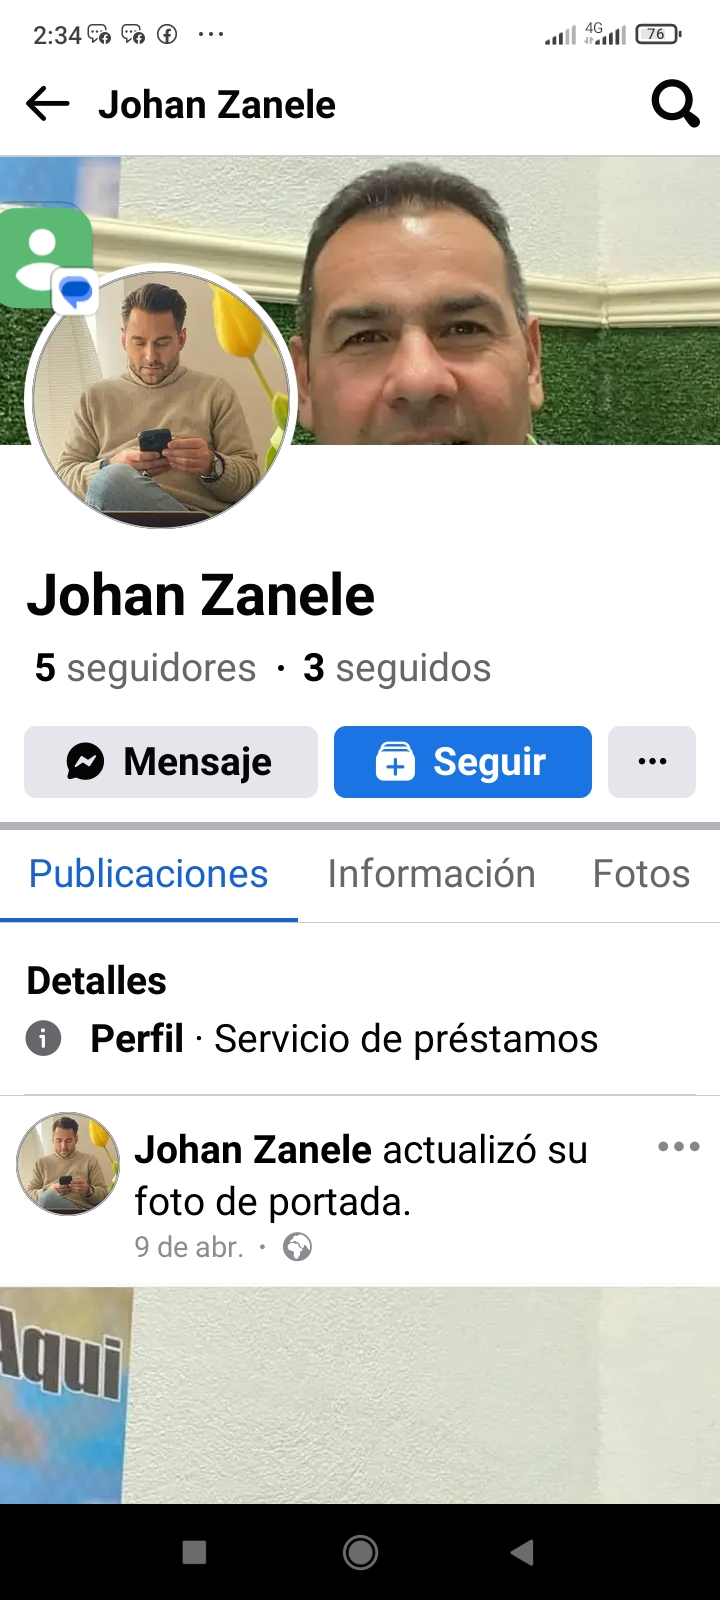 2:34
4G
76
Johan Zanele
Johan Zanele
5 seguidores · 3 seguidos
Mensaje
Seguir
Publicaciones
Información
Fotos
Detalles
Perfil · Servicio de préstamos
Johan Zanele actualizó su
foto de portada.
9 de abr. ·
Aqui